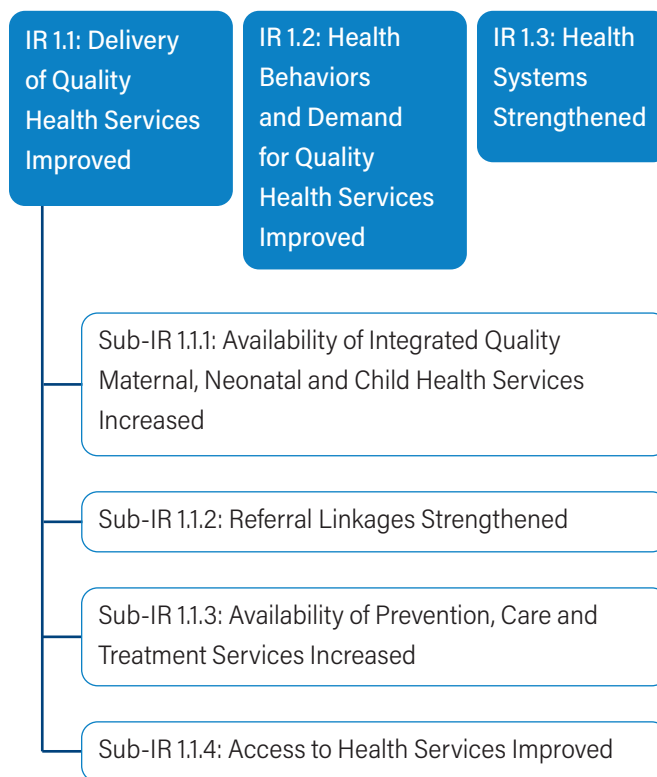 IR 1.1: Delivery
of Quality
Health Services
Improved
IR 1.2: Health
Behaviors
and Demand
for Quality
Health Services
Improved
IR 1.3: Health
Systems
Strengthened
Sub-IR 1.1.1: Availability of Integrated Quality
Maternal, Neonatal and Child Health Services
Increased
Sub-IR 1.1.2: Referral Linkages Strengthened
Sub-IR 1.1.3: Availability of Prevention, Care and
Treatment Services Increased
Sub-IR 1.1.4: Access to Health Services Improved